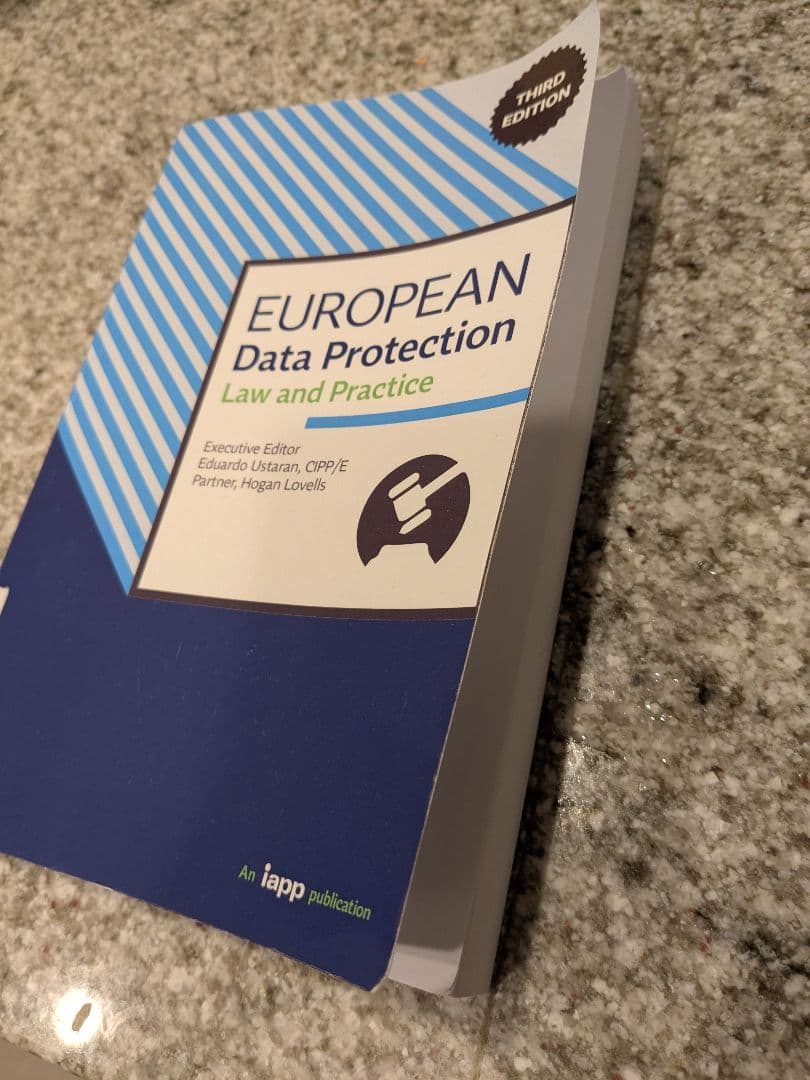 THIRD
EDITION
EUROPEAN
Data Protection
Law and Practice
Executive Editor
Eduardo Ustaran, CIPP/E
Partner, Hogan Lovells
An iapp publication